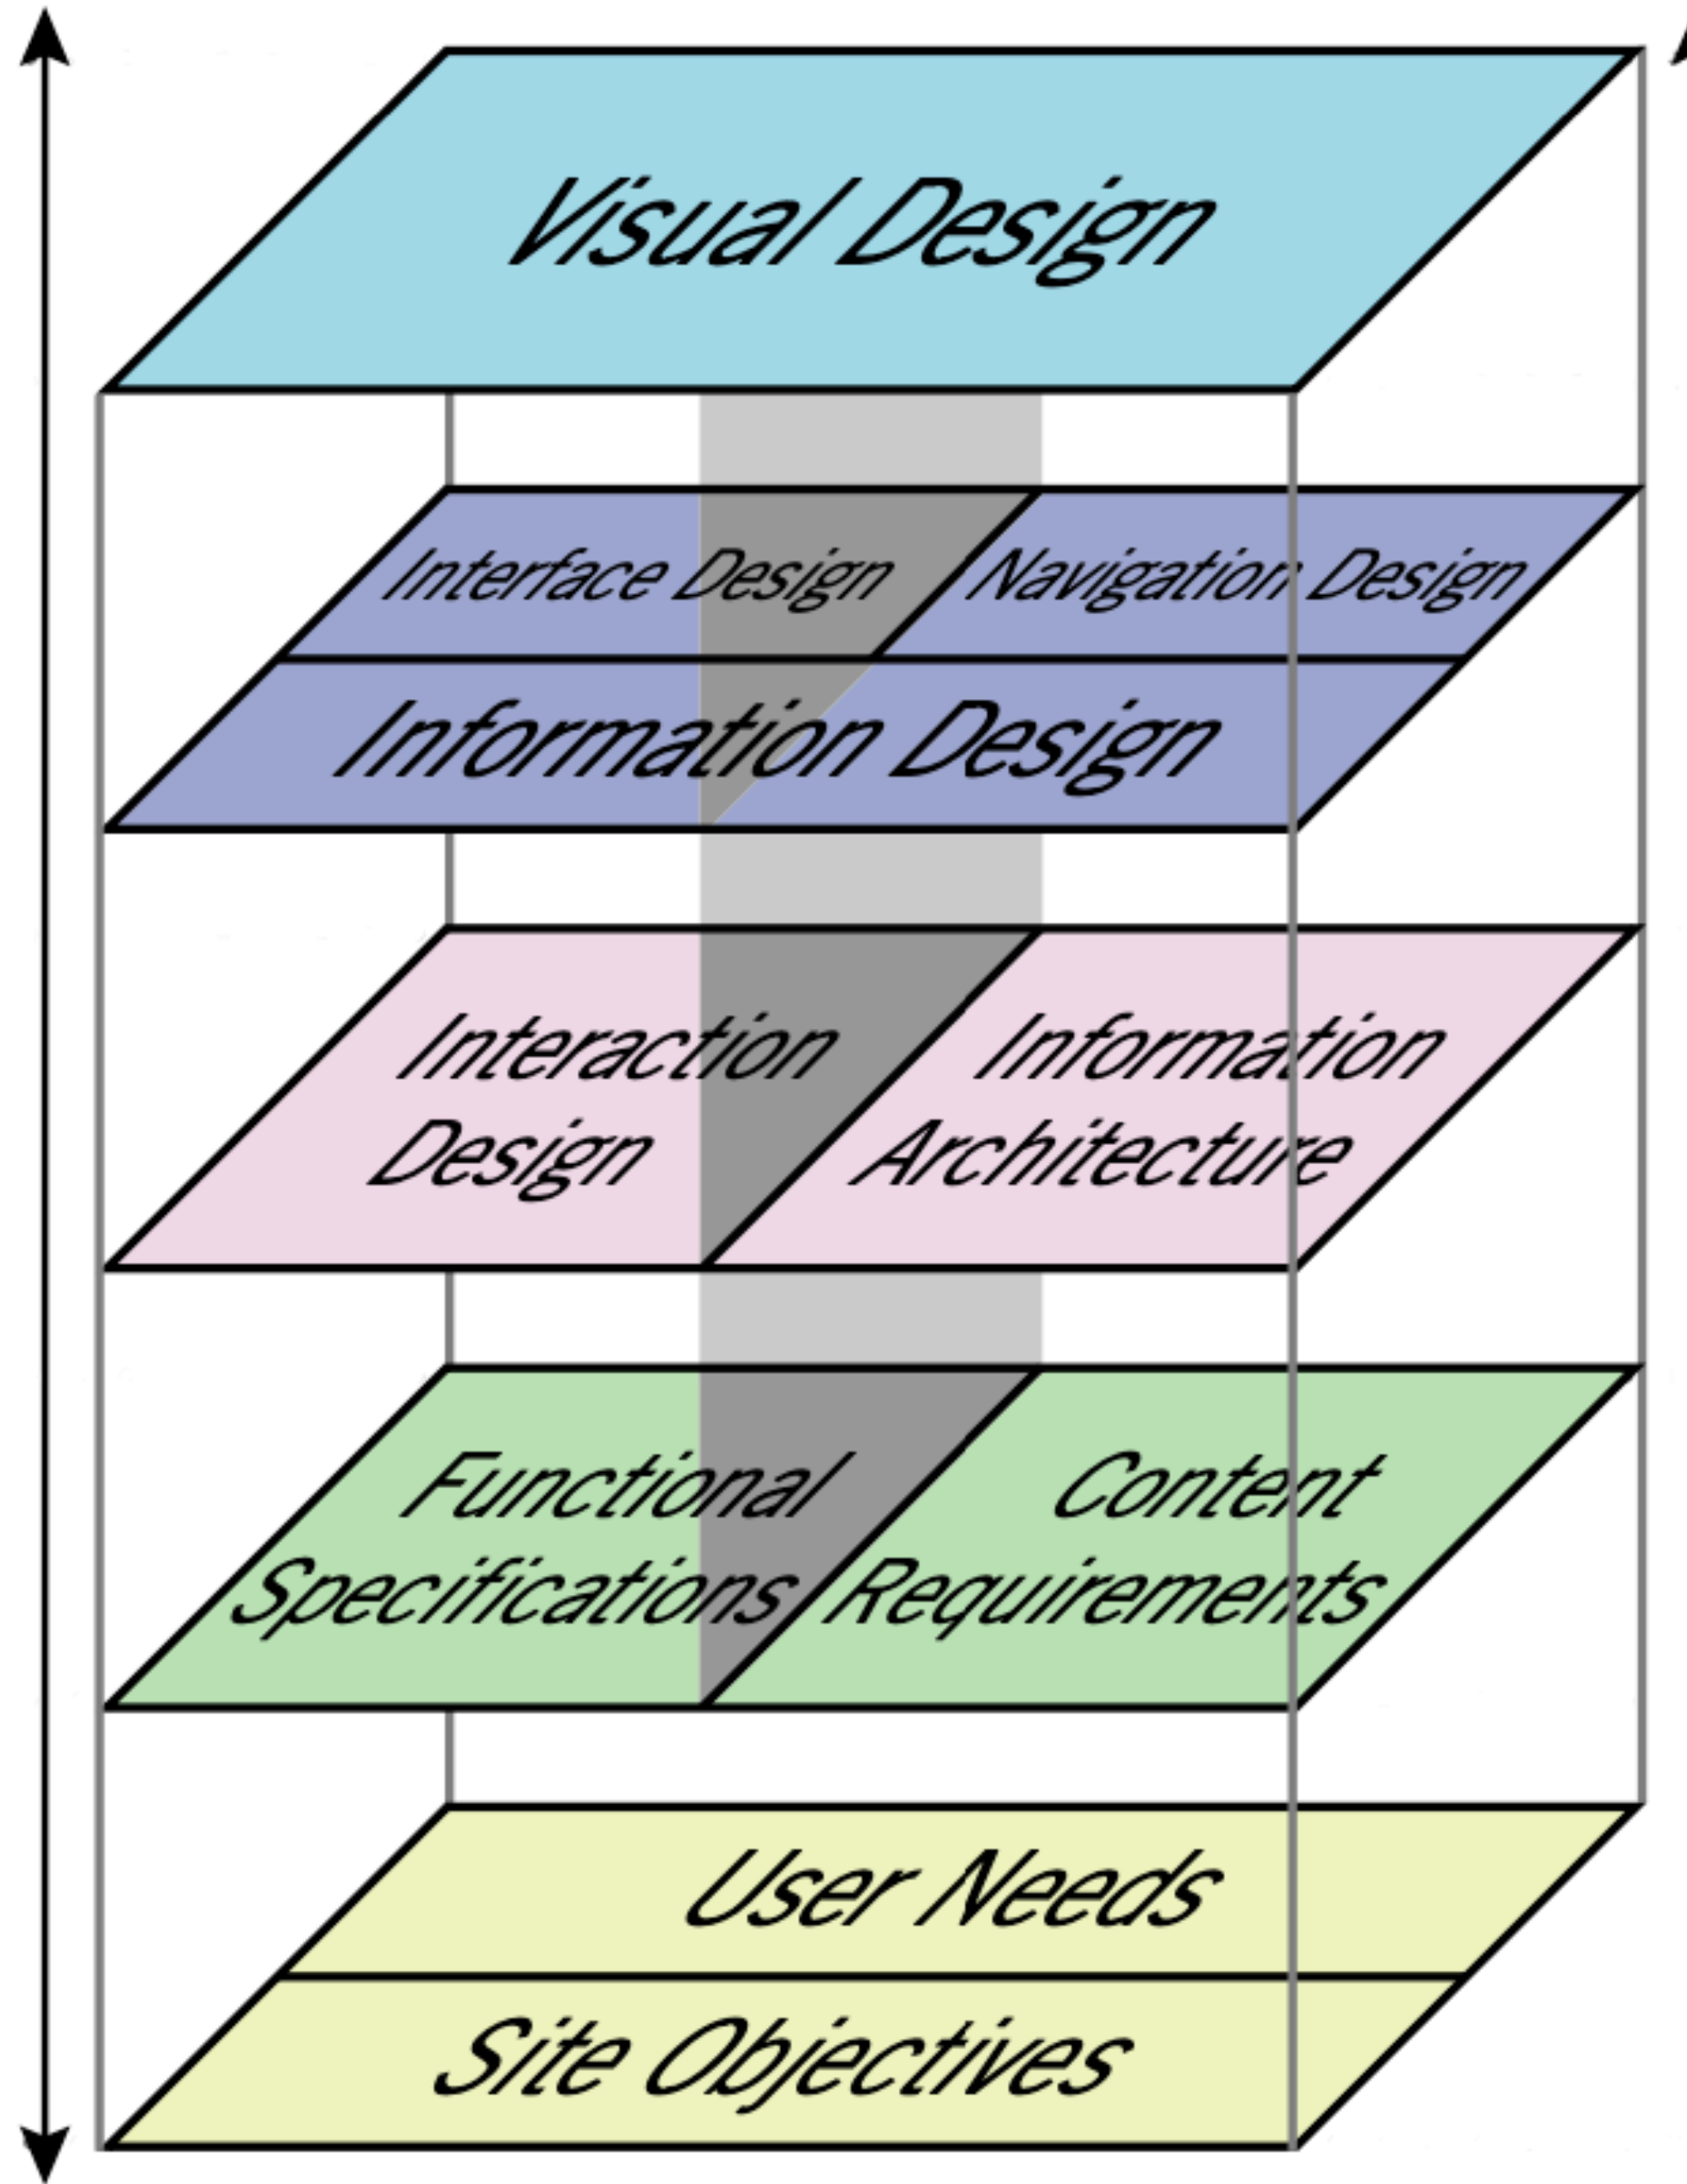 Visual Design
Interface Design
Navigation Design
Information Design
Interaction
Design
Information
Architecture
Functional
Specifications
Content
Requirements
User Needs
Site Objectives